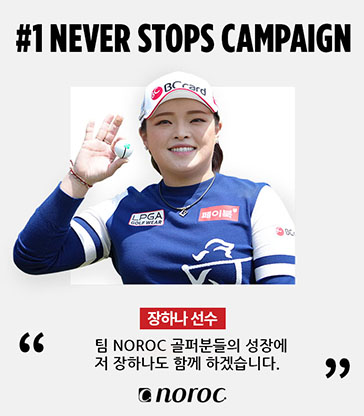 #1 NEVER STOPS CAMPAIGN
BC card
LPGA
GOLF WEAR
페이북
BC
장하나 선수
“
팀 NOROC 골퍼분들의 성장에
저 장하나도 함께 하겠습니다.
”
noroc